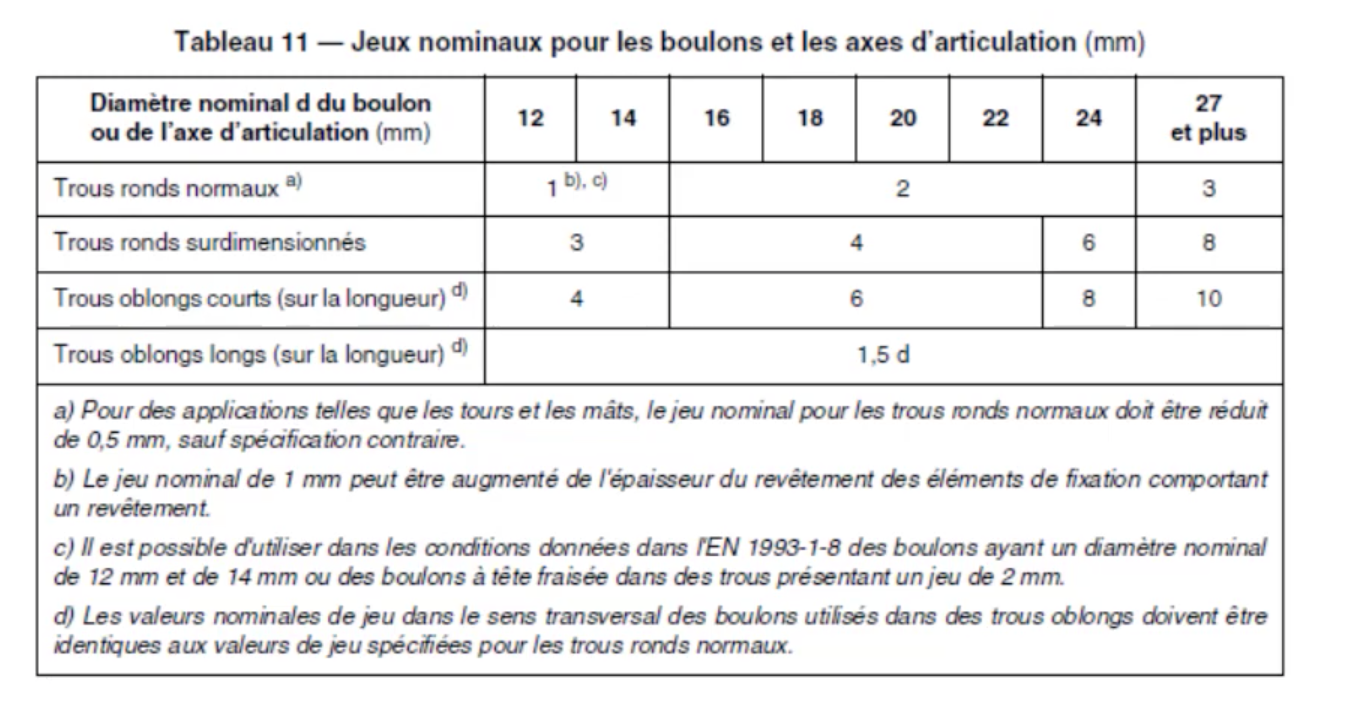 Tableau 11 — Jeux nominaux pour les boulons et les axes d'articulation (mm)
Diamètre nominal d du boulon
ou de l'axe d'articulation (mm)
12 14 16 18 20 22 24 27
et plus
Trous ronds normaux a) 1 b), c) 2 3
Trous ronds surdimensionnés 3 4 6 8
Trous oblongs courts (sur la longueur) d) 4 6 8 10
Trous oblongs longs (sur la longueur) d) 1,5 d
a) Pour des applications telles que les tours et les mâts, le jeu nominal pour les trous ronds normaux doit être réduit
de 0,5 mm, sauf spécification contraire.
b) Le jeu nominal de 1 mm peut être augmenté de l'épaisseur du revêtement des éléments de fixation comportant
un revêtement.
c) Il est possible d'utiliser dans les conditions données dans l'EN 1993-1-8 des boulons ayant un diamètre nominal
de 12 mm et de 14 mm ou des boulons à tête fraisée dans des trous présentant un jeu de 2 mm.
d) Les valeurs nominales de jeu dans le sens transversal des boulons utilisés dans des trous oblongs doivent être
identiques aux valeurs de jeu spécifiées pour les trous ronds normaux.